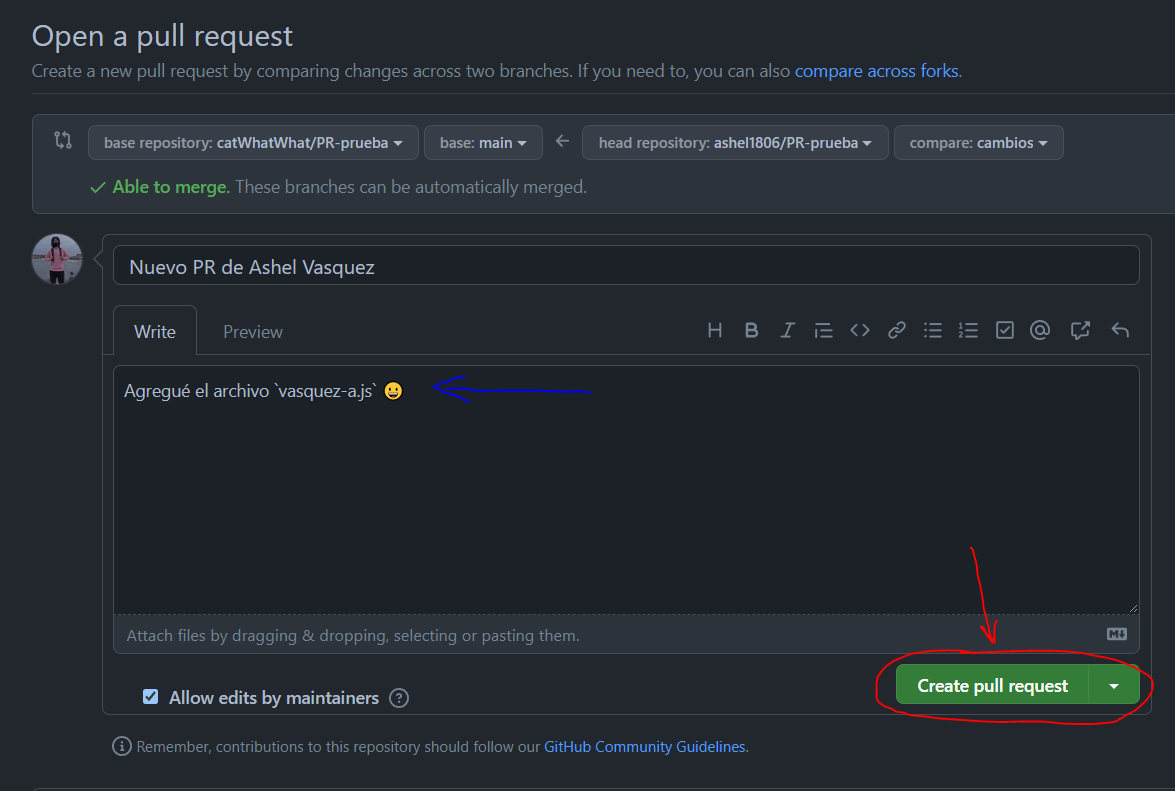 Open a pull request
Create a new pull request by comparing changes across two branches. If you need to, you can also compare across forks.
base repository: catWhatWhat/PR-prueba base: main head repository: ashel1806/PR-prueba compare: cambios
Able to merge. These branches can be automatically merged.
Nuevo PR de Ashel Vasquez
Write Preview
Agregué el archivo `vasquez-a.js` 😀
Attach files by dragging & dropping, selecting or pasting them.
Allow edits by maintainers
Create pull request
Remember, contributions to this repository should follow our GitHub Community Guidelines.